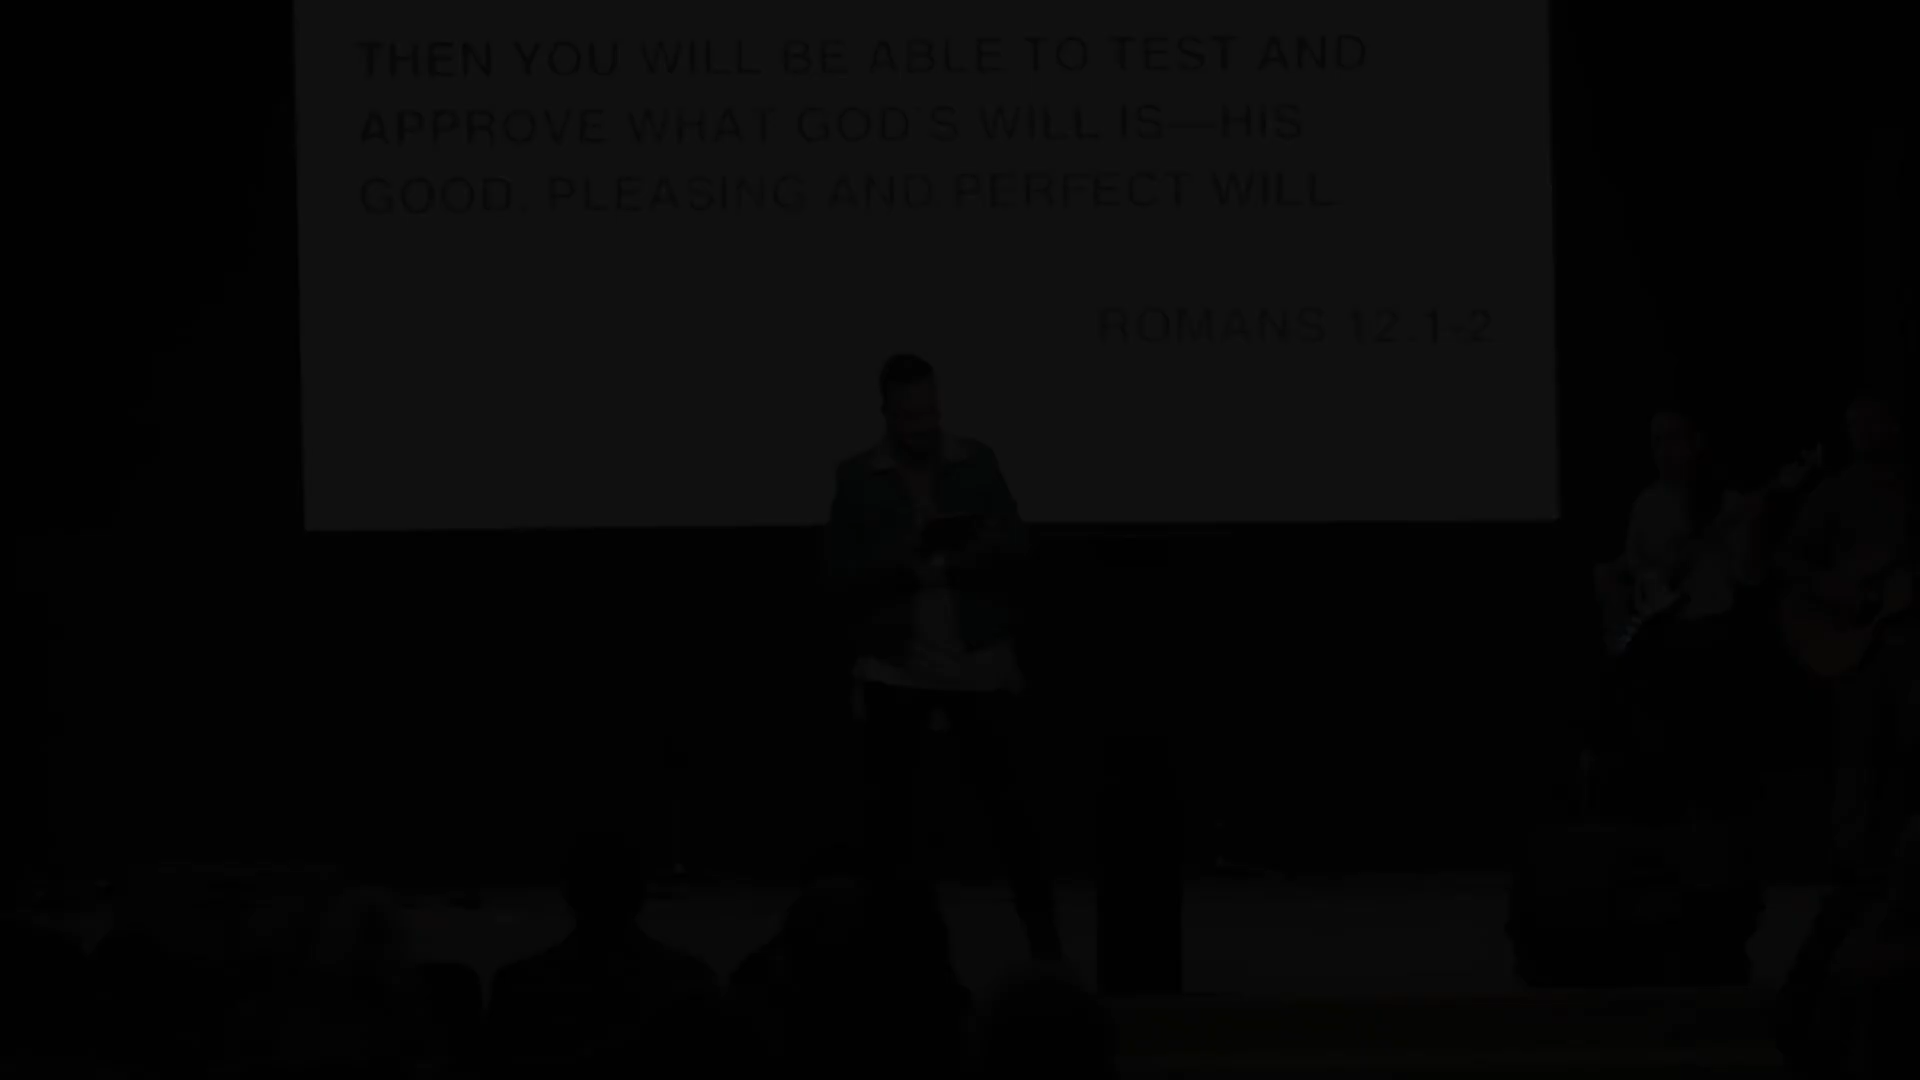 THEN YOU WILL BE ABLE TO TEST AND
APPROVE WHAT GOD'S WILL IS—HIS
GOOD, PLEASING AND PERFECT WILL.
ROMANS 12:1-2